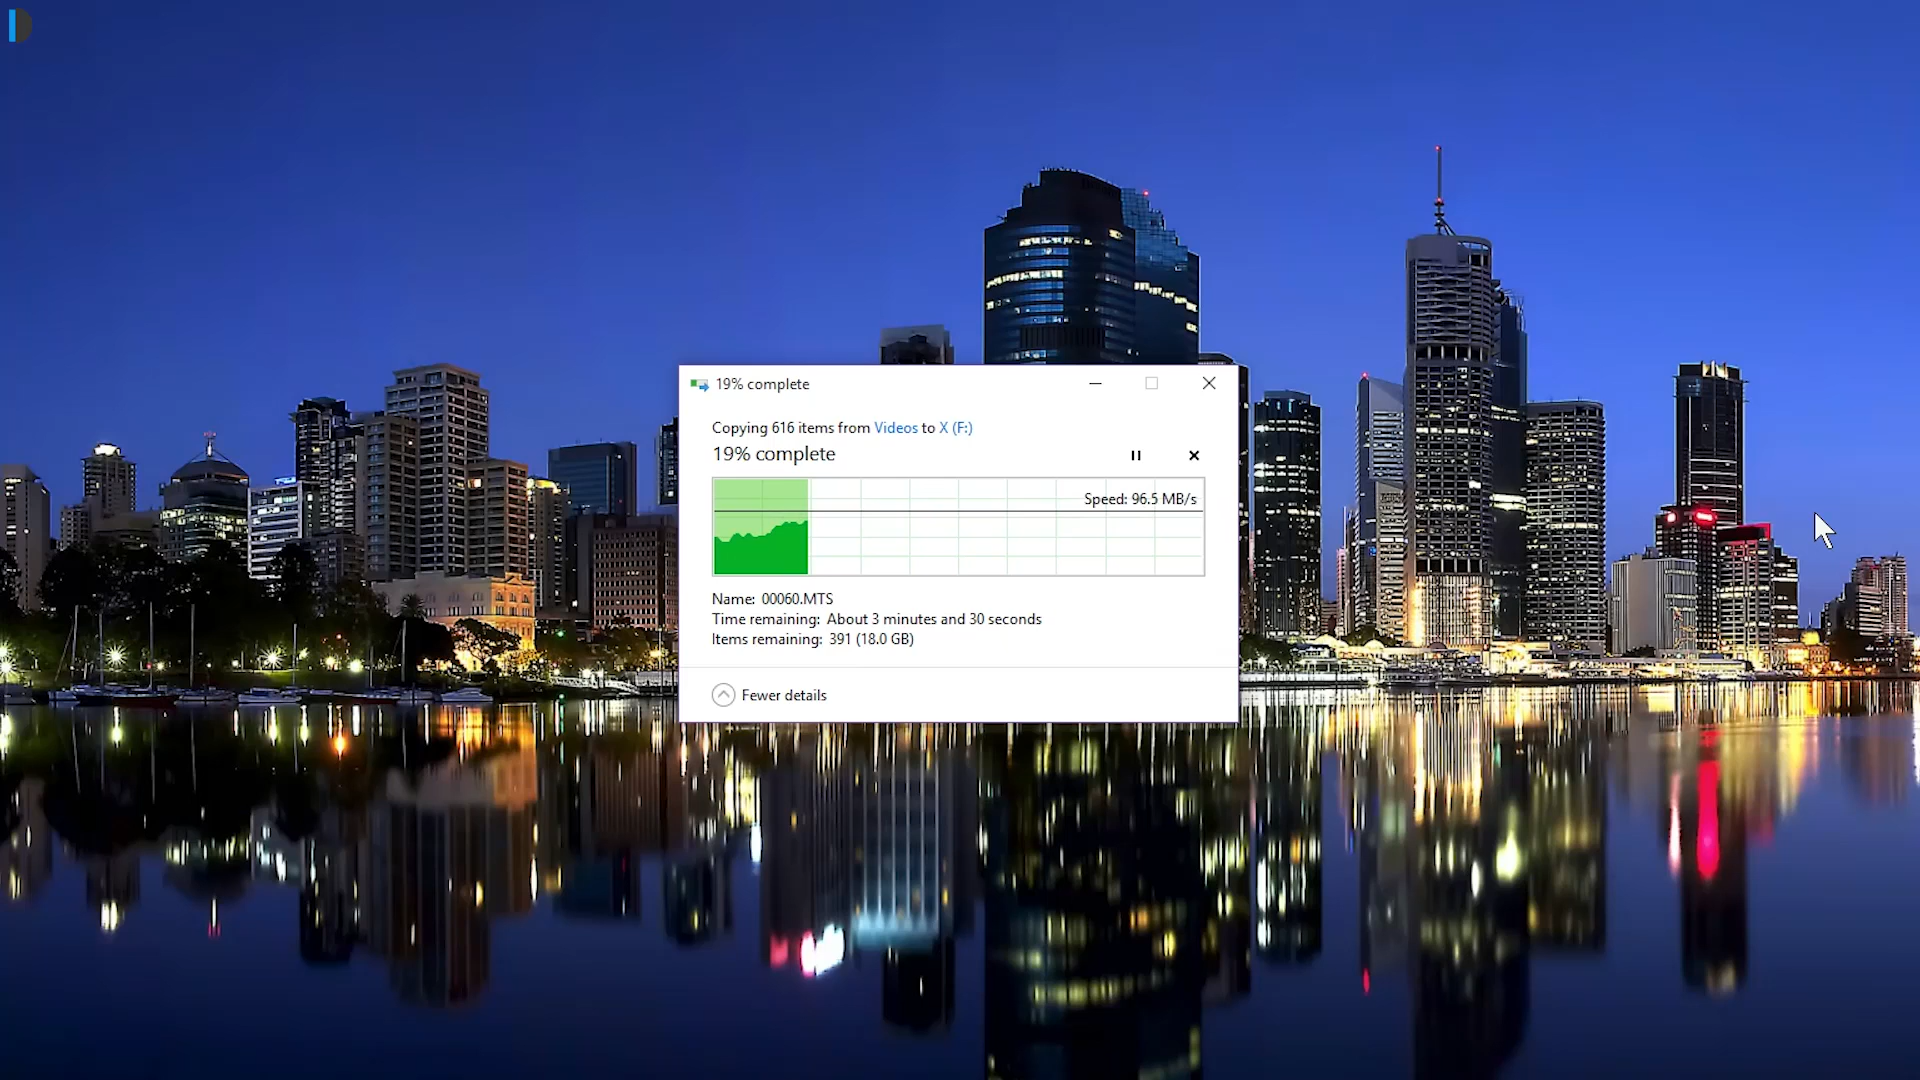 19% complete
Copying 616 items from Videos to X (F:)
19% complete
Speed: 96.5 MB/s
Name: 00060.MTS
Time remaining: About 3 minutes and 30 seconds
Items remaining: 391 (18.0 GB)
Fewer details